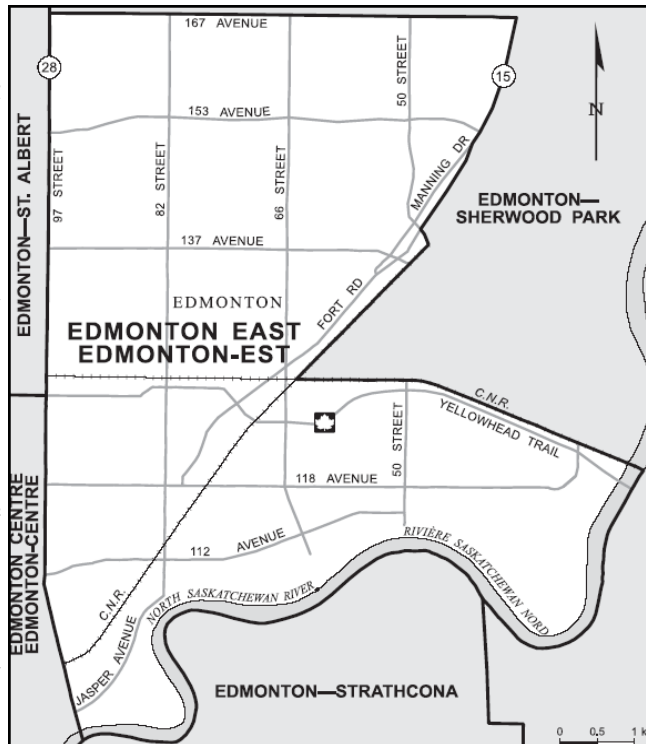 167 AVENUE
28
15
50 STREET
153 AVENUE
N
MANNING DR
EDMONTON—ST. ALBERT
97 STREET
82 STREET
66 STREET
EDMONTON—
SHERWOOD PARK
137 AVENUE
EDMONTON
FORT RD
EDMONTON EAST
EDMONTON-EST
C.N.R.
YELLOWHEAD TRAIL
50 STREET
118 AVENUE
EDMONTON CENTRE
EDMONTON-CENTRE
112 AVENUE
RIVIÈRE SASKATCHEWAN NORD
NORTH SASKATCHEWAN RIVER
C.N.R.
JASPER AVENUE
EDMONTON—STRATHCONA
0 0.5 1 k